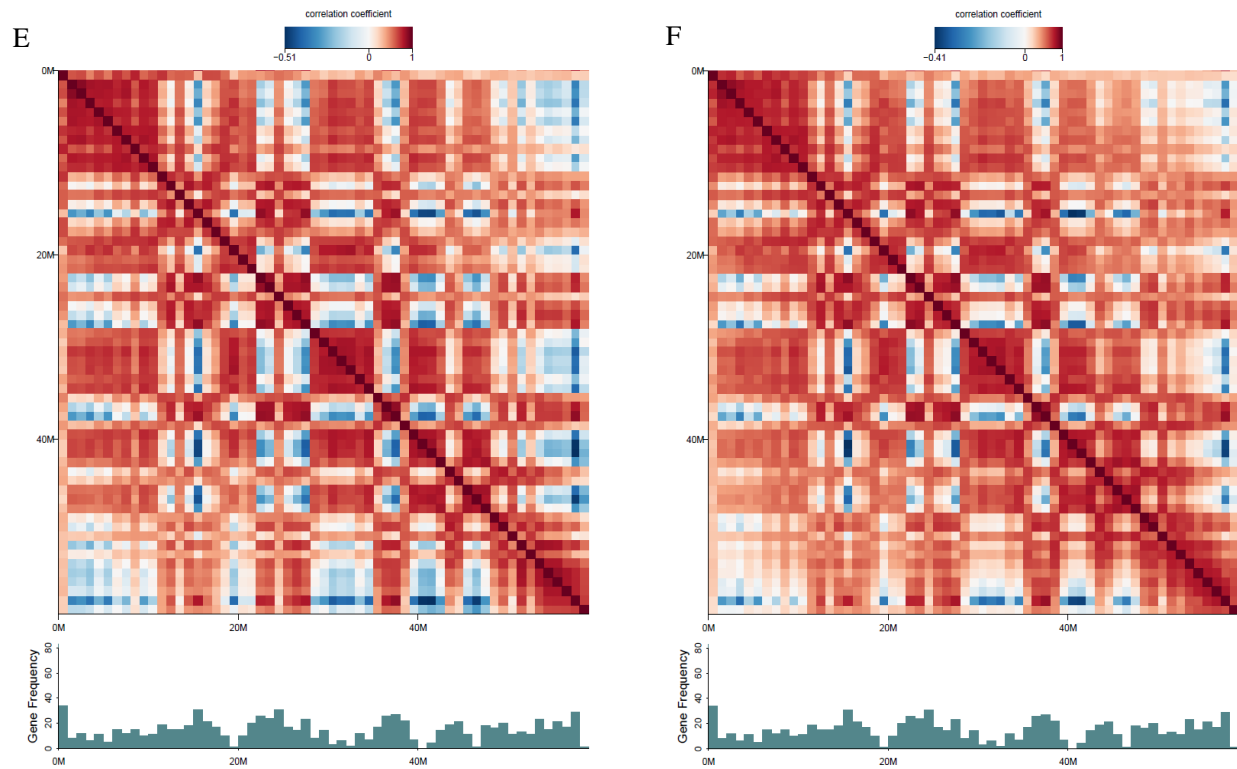 E
correlation coefficient
−0.51 0 1
0M
20M
40M
0M 20M 40M
Gene Frequency
80
60
40
20
0
0M 20M 40M
F
correlation coefficient
−0.41 0 1
0M
20M
40M
0M 20M 40M
Gene Frequency
80
60
40
20
0
0M 20M 40M